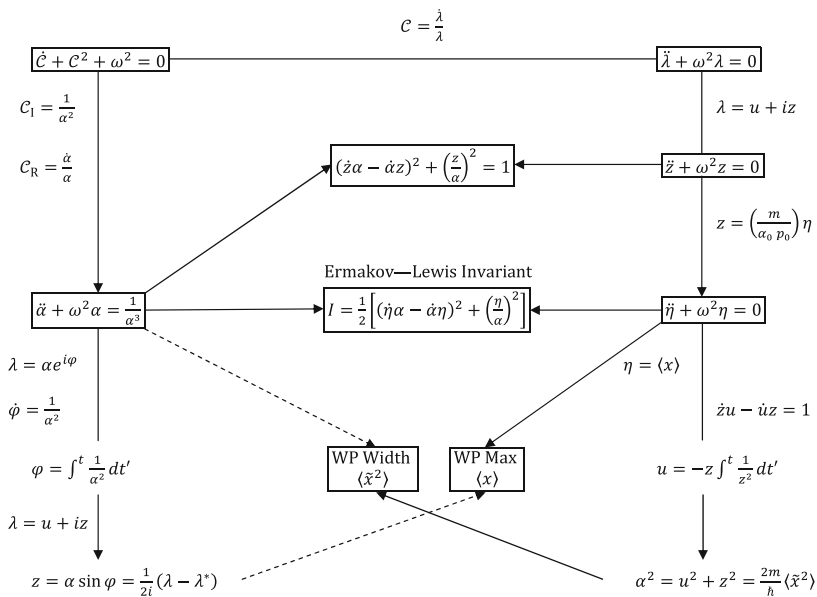 𝒞 = λ̇/λ
𝒞̇ + 𝒞² + ω² = 0
λ̈ + ω²λ = 0
𝒞_I = 1/α²
λ = u + iz
𝒞_R = α̇/α
(żα − α̇z)² + (z/α)² = 1
z̈ + ω²z = 0
z = (m/(α₀ p₀)) η
Ermakov—Lewis Invariant
α̈ + ω²α = 1/α³
I = ½[(η̇α − α̇η)² + (η/α)²]
η̈ + ω²η = 0
λ = αe^{iφ}
η = ⟨x⟩
φ̇ = 1/α²
żu − u̇z = 1
φ = ∫ᵗ 1/α² dt′
WP Width
⟨x̃²⟩
WP Max
⟨x⟩
u = −z ∫ᵗ 1/z² dt′
λ = u + iz
z = α sin φ = 1/(2i) (λ − λ*)
α² = u² + z² = 2m/ℏ ⟨x̃²⟩